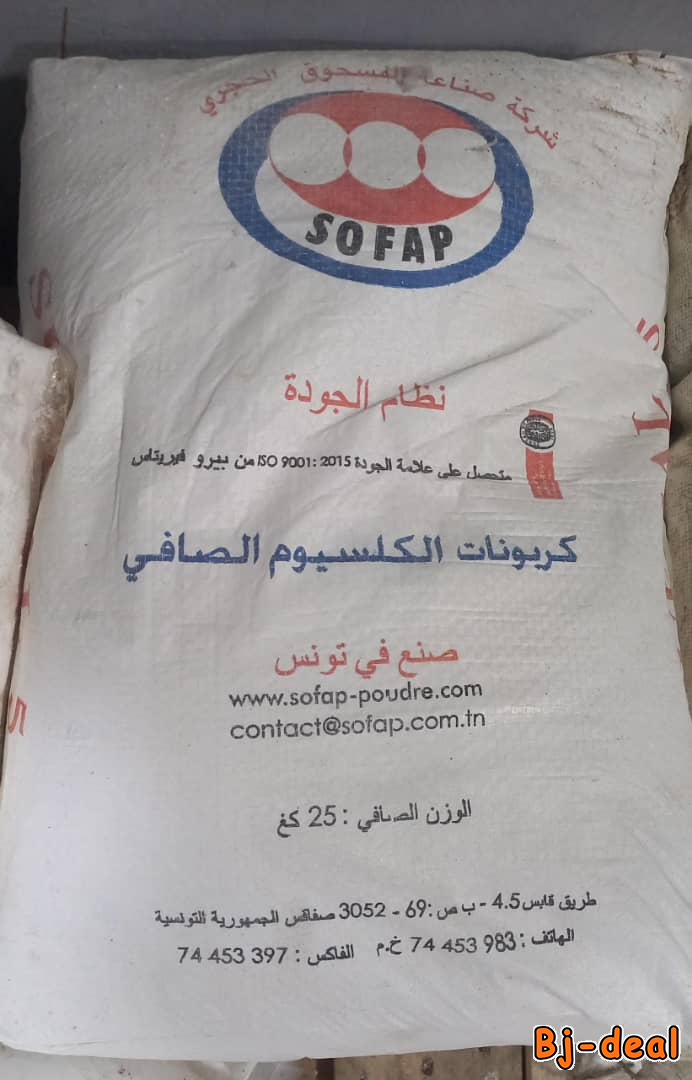 شركة صناعة المسحوق الحجري
SOFAP
نظام الجودة
متحصل على علامة الجودة ISO 9001: 2015 من بيرو فيريتاس
كربونات الكلسيوم الصافي
صنع في تونس
www.sofap-poudre.com
contact@sofap.com.tn
الوزن الصافي : 25 كغ
طريق قابس 4.5 - ب ص :69 - 3052 صفاقس الجمهورية التونسية
الهاتف : 74 453 983 خ.م الفاكس : 74 453 397
Bj-deal